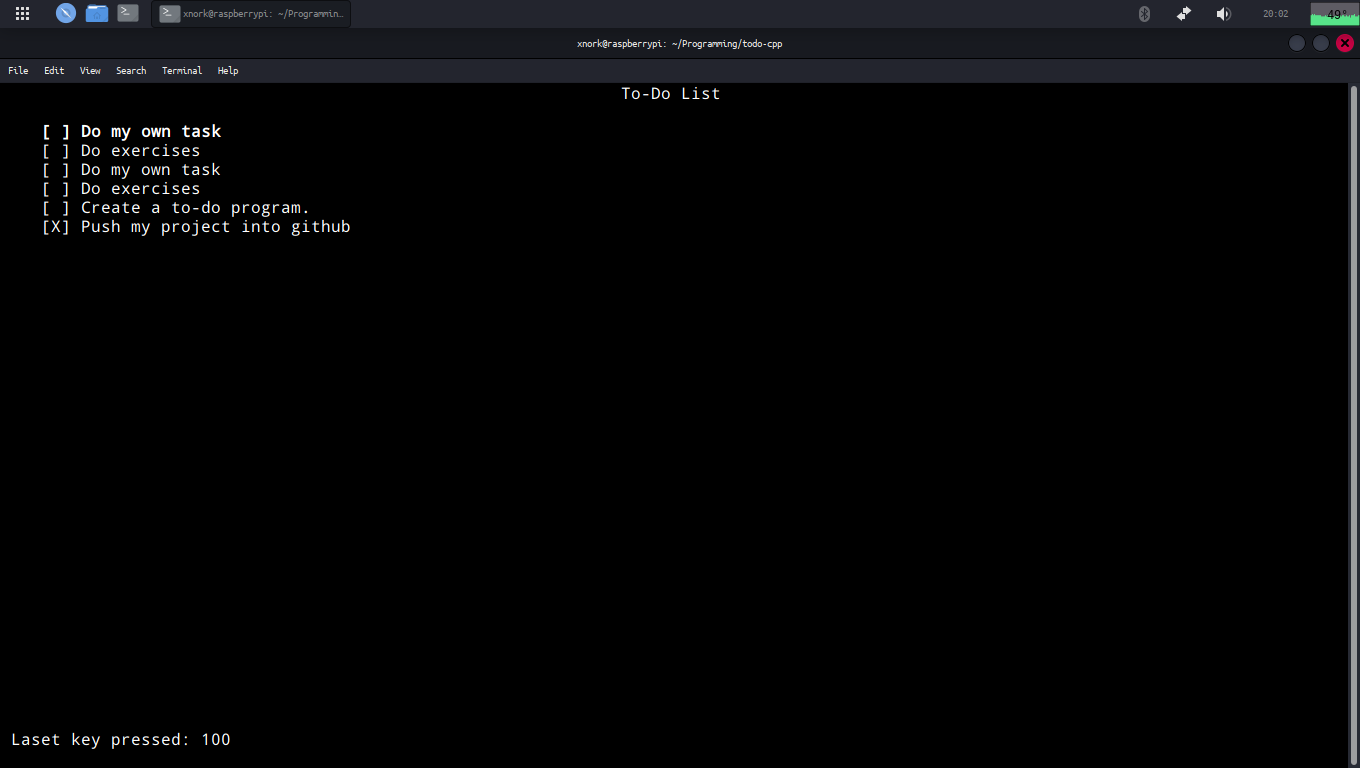 xnork@raspberrypi: ~/Programmin…
20:02
49%
xnork@raspberrypi: ~/Programming/todo-cpp
File Edit View Search Terminal Help
To-Do List
[ ] Do my own task
[ ] Do exercises
[ ] Do my own task
[ ] Do exercises
[ ] Create a to-do program.
[X] Push my project into github
Laset key pressed: 100